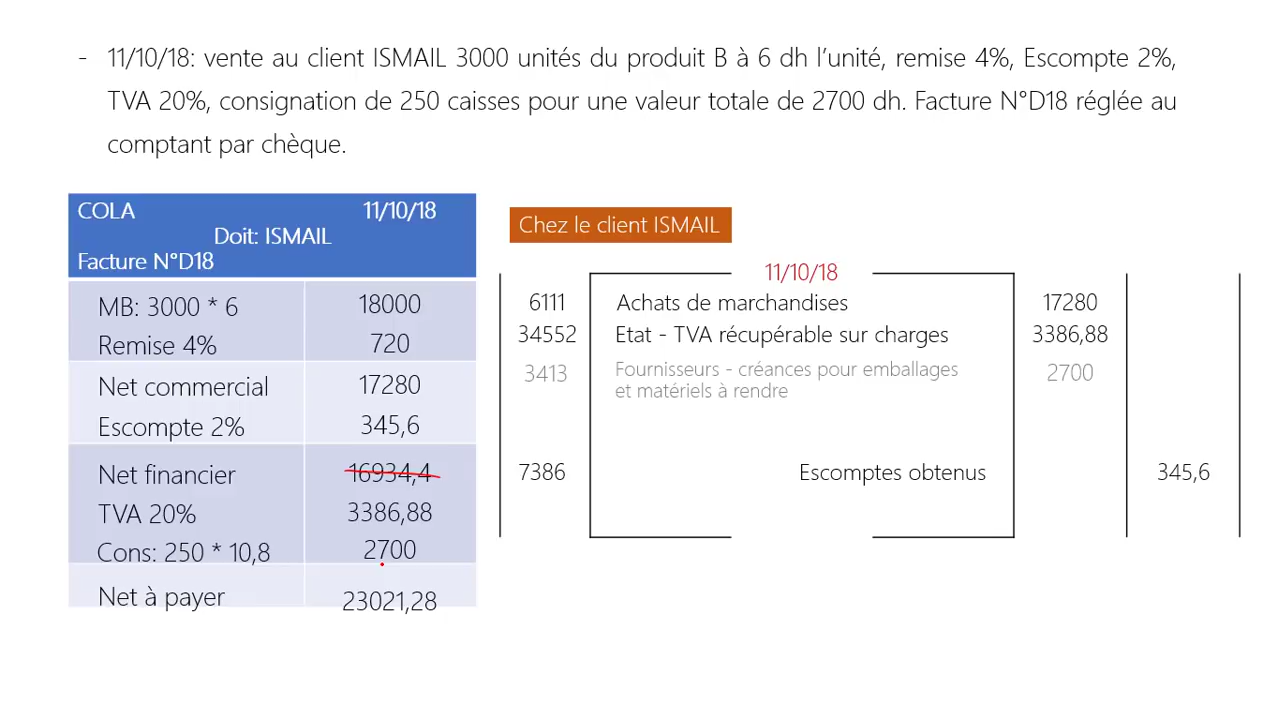 - 11/10/18: vente au client ISMAIL 3000 unités du produit B à 6 dh l’unité, remise 4%, Escompte 2%,
TVA 20%, consignation de 250 caisses pour une valeur totale de 2700 dh. Facture N°D18 réglée au
comptant par chèque.
COLA 11/10/18
Doit: ISMAIL
Facture N°D18
MB: 3000 * 6 18000
Remise 4% 720
Net commercial 17280
Escompte 2% 345,6
Net financier 16934,4
TVA 20% 3386,88
Cons: 250 * 10,8 2700
Net à payer 23021,28
Chez le client ISMAIL
11/10/18
6111 Achats de marchandises 17280
34552 Etat - TVA récupérable sur charges 3386,88
3413 Fournisseurs - créances pour emballages 2700
et matériels à rendre
7386 Escomptes obtenus 345,6